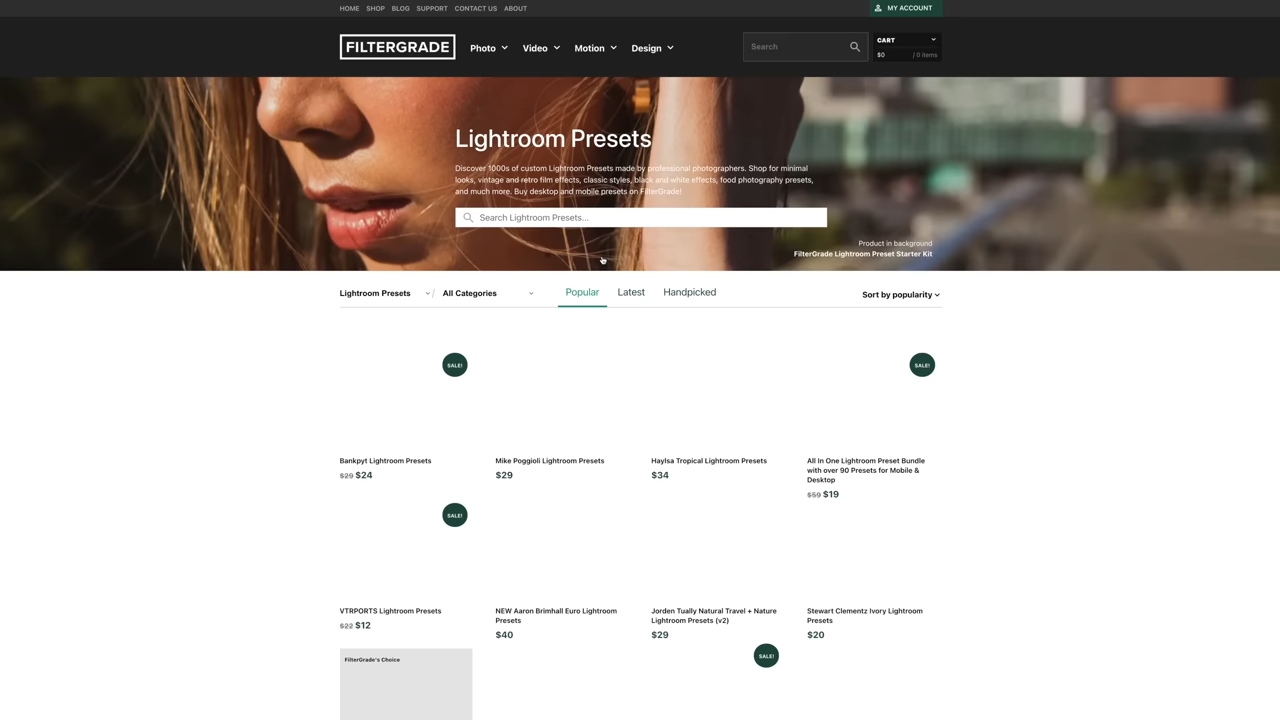 HOME SHOP BLOG SUPPORT CONTACT US ABOUT
MY ACCOUNT
FILTERGRADE
Photo Video Motion Design
Search
CART
$0 / 0 items
Lightroom Presets
Discover 1000s of custom Lightroom Presets made by professional photographers. Shop for minimal
looks, vintage and retro film effects, classic styles, black and white effects, food photography presets,
and much more. Buy desktop and mobile presets on FilterGrade!
Search Lightroom Presets...
Product in background
FilterGrade Lightroom Preset Starter Kit
Lightroom Presets / All Categories
Popular Latest Handpicked
Sort by popularity
SALE!
SALE!
Bankpyt Lightroom Presets
$29 $24
Mike Poggioli Lightroom Presets
$29
Haylsa Tropical Lightroom Presets
$34
All In One Lightroom Preset Bundle
with over 90 Presets for Mobile &
Desktop
$59 $19
SALE!
VTRPORTS Lightroom Presets
$22 $12
NEW Aaron Brimhall Euro Lightroom
Presets
$40
Jorden Tually Natural Travel + Nature
Lightroom Presets (v2)
$29
Stewart Clementz Ivory Lightroom
Presets
$20
FilterGrade's Choice
SALE!